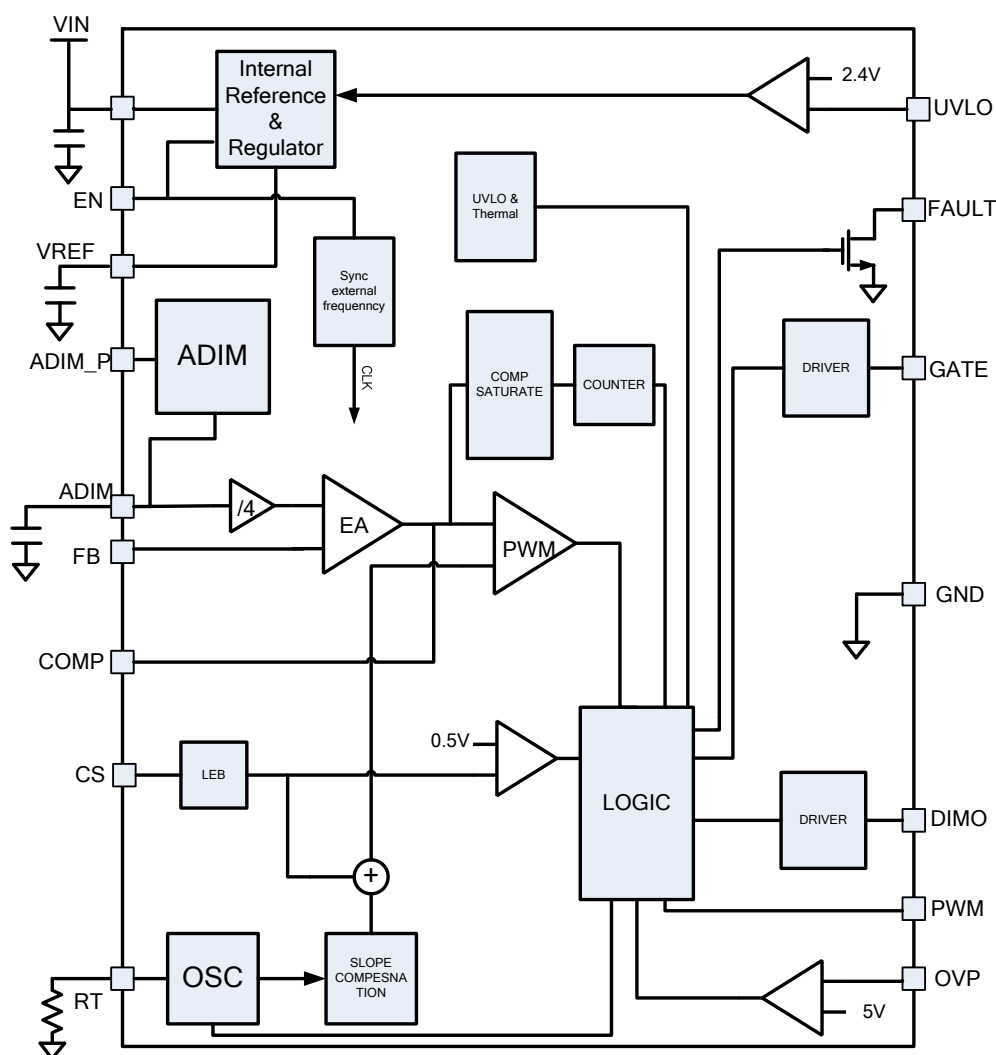 VIN
Internal
Reference
&
Regulator
2.4V
UVLO
EN
UVLO &
Thermal
FAULT
VREF
Sync
external
frequenncy
ADIM_P
ADIM
CLK
COMP
SATURATE
COUNTER
DRIVER
GATE
ADIM
/4
EA
PWM
FB
GND
COMP
0.5V
CS
LEB
LOGIC
DRIVER
DIMO
+
PWM
OSC
SLOPE
COMPESNA
TION
RT
OVP
5V